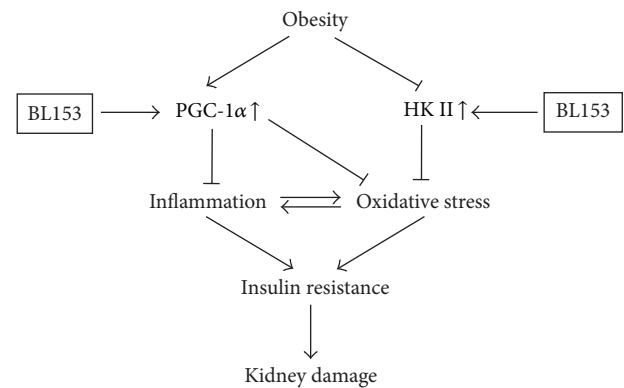 Obesity
BL153
PGC-1α↑
HK II↑
BL153
Inflammation
Oxidative stress
Insulin resistance
Kidney damage